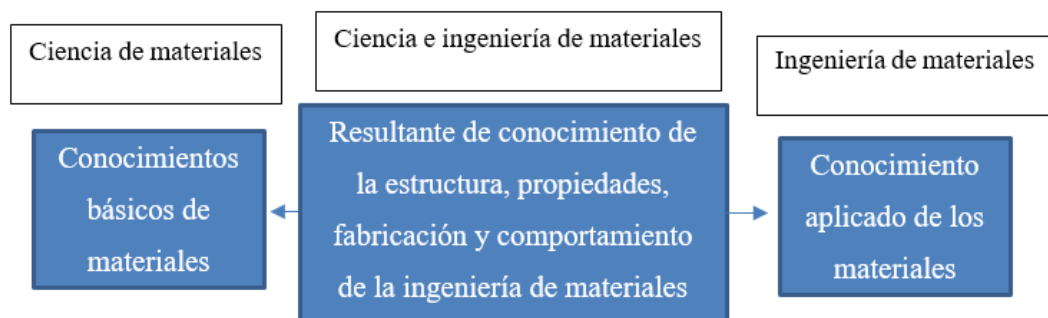 Ciencia de materiales
Ciencia e ingeniería de materiales
Ingeniería de materiales
Conocimientos
básicos de
materiales
Resultante de conocimiento de
la estructura, propiedades,
fabricación y comportamiento
de la ingeniería de materiales
Conocimiento
aplicado de los
materiales